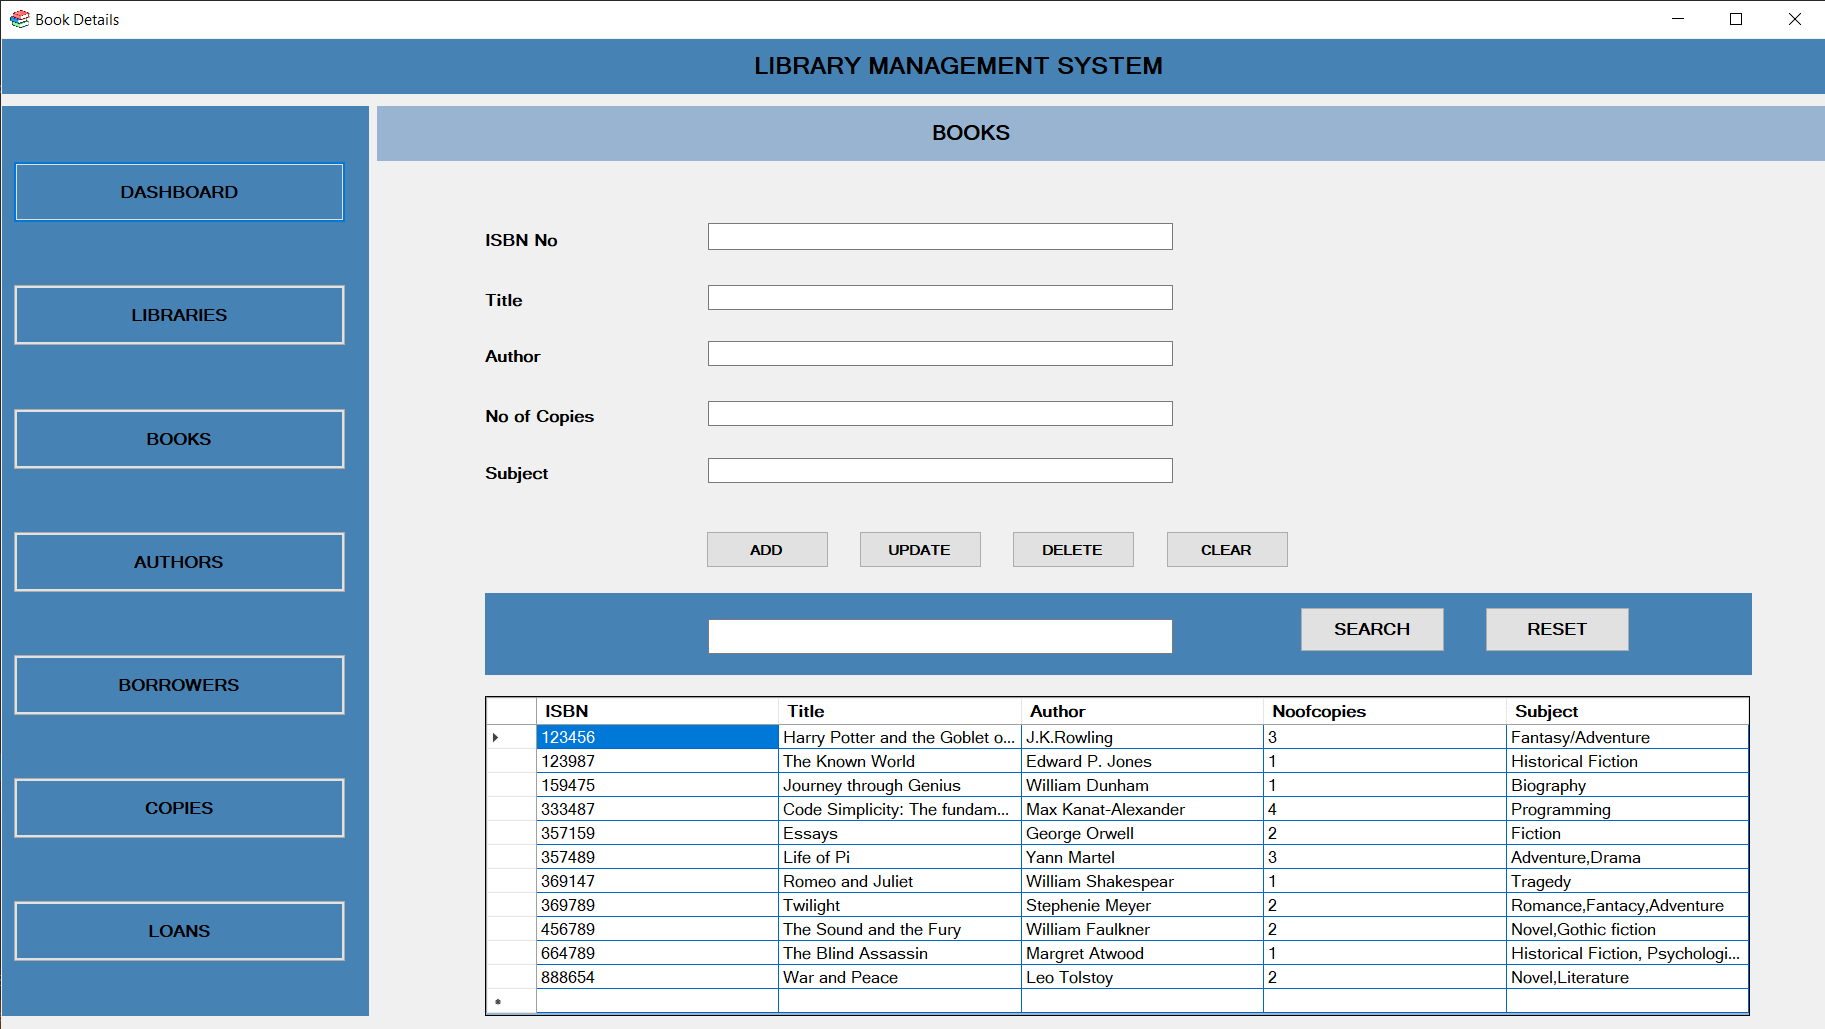 Book Details
LIBRARY MANAGEMENT SYSTEM
BOOKS
DASHBOARD
LIBRARIES
BOOKS
AUTHORS
BORROWERS
COPIES
LOANS
ISBN No
Title
Author
No of Copies
Subject
ADD UPDATE DELETE CLEAR
SEARCH RESET
ISBN Title Author Noofcopies Subject
123456 Harry Potter and the Goblet o... J.K.Rowling 3 Fantasy/Adventure
123987 The Known World Edward P. Jones 1 Historical Fiction
159475 Journey through Genius William Dunham 1 Biography
333487 Code Simplicity: The fundam... Max Kanat-Alexander 4 Programming
357159 Essays George Orwell 2 Fiction
357489 Life of Pi Yann Martel 3 Adventure,Drama
369147 Romeo and Juliet William Shakespear 1 Tragedy
369789 Twilight Stephenie Meyer 2 Romance,Fantacy,Adventure
456789 The Sound and the Fury William Faulkner 2 Novel,Gothic fiction
664789 The Blind Assassin Margret Atwood 1 Historical Fiction, Psychologi...
888654 War and Peace Leo Tolstoy 2 Novel,Literature